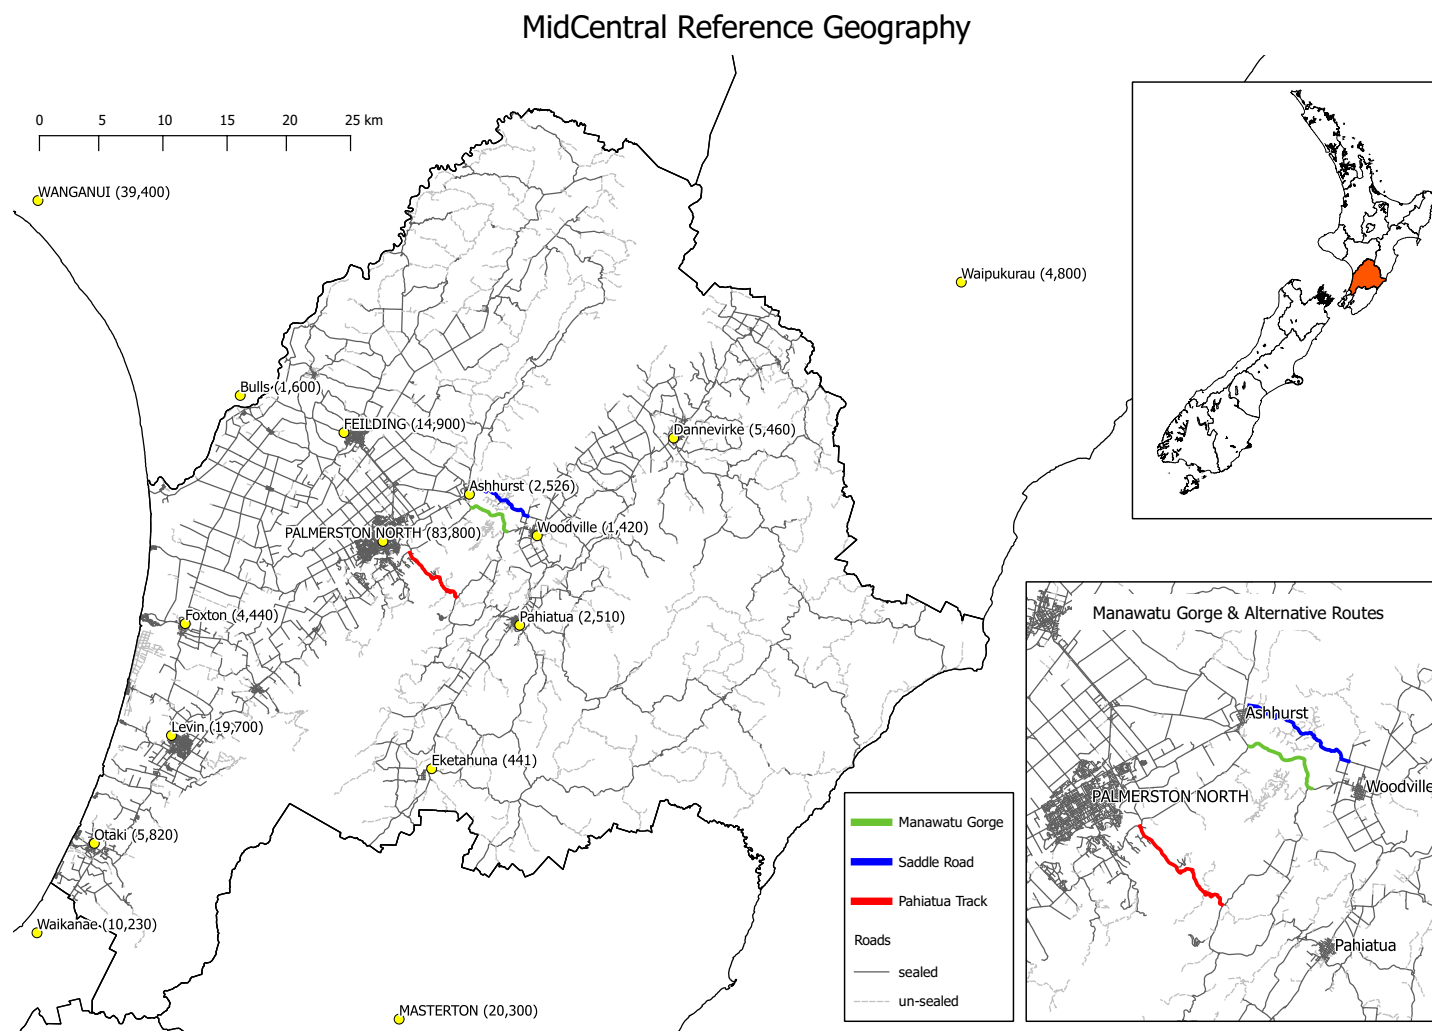 MidCentral Reference Geography
0 5 10 15 20 25 km
WANGANUI (39,400)
Waipukurau (4,800)
Bulls (1,600)
FEILDING (14,900)
Dannevirke (5,460)
Ashhurst (2,526)
Woodville (1,420)
PALMERSTON NORTH (83,800)
Foxton (4,440)
Pahiatua (2,510)
Levin (19,700)
Eketahuna (441)
Otaki (5,820)
Waikanae (10,230)
MASTERTON (20,300)
Manawatu Gorge & Alternative Routes
Ashhurst
Woodville
PALMERSTON NORTH
Pahiatua
Manawatu Gorge
Saddle Road
Pahiatua Track
Roads
sealed
un-sealed